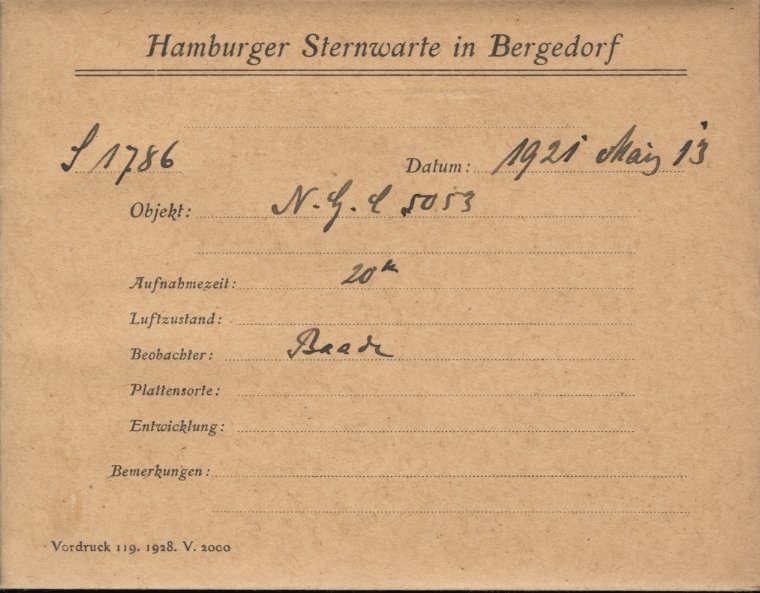 Hamburger Sternwarte in Bergedorf
S 1786 Datum: 1921 März 13
Objekt: N.G.C 5053
Aufnahmezeit: 20m
Luftzustand:
Beobachter: Baade
Plattensorte:
Entwicklung:
Bemerkungen:
Vordruck 119. 1928. V. 2000